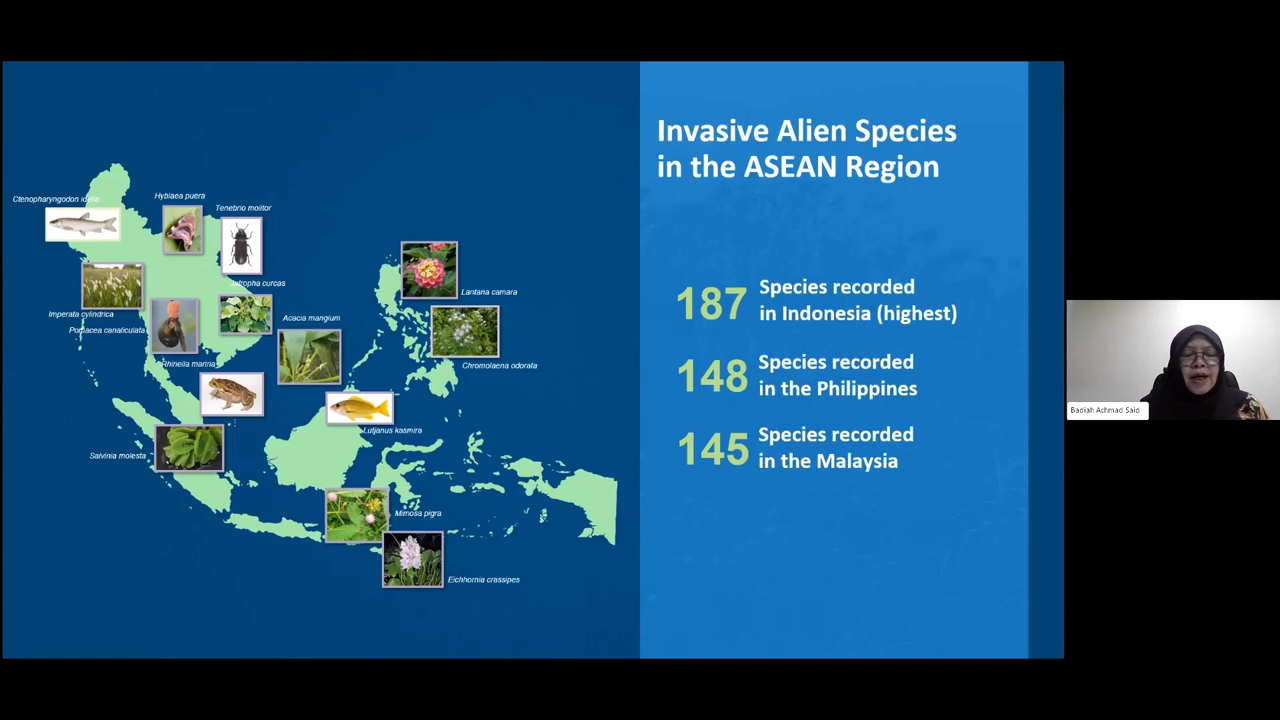 Invasive Alien Species
in the ASEAN Region
187
Species recorded
in Indonesia (highest)
148
Species recorded
in the Philippines
145
Species recorded
in the Malaysia
Ctenopharyngodon idella
Hyblaea puera
Tenebrio molitor
Jatropha curcas
Imperata cylindrica
Pomacea canaliculata
Acacia mangium
Lantana camara
Chromolaena odorata
Rhinella marina
Lutjanus kasmira
Salvinia molesta
Mimosa pigra
Eichhornia crassipes
Badiah Achmad Said